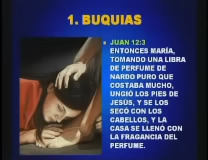 1. BUQUIAS
JUAN 12:3
ENTONCES MARÍA,
TOMANDO UNA LIBRA
DE PERFUME DE
NARDO PURO QUE
COSTABA MUCHO,
UNGIÓ LOS PIES DE
JESÚS, Y SE LOS
SECÓ CON LOS
CABELLOS, Y LA
CASA SE LLENÓ CON
LA FRAGANCIA DEL
PERFUME.